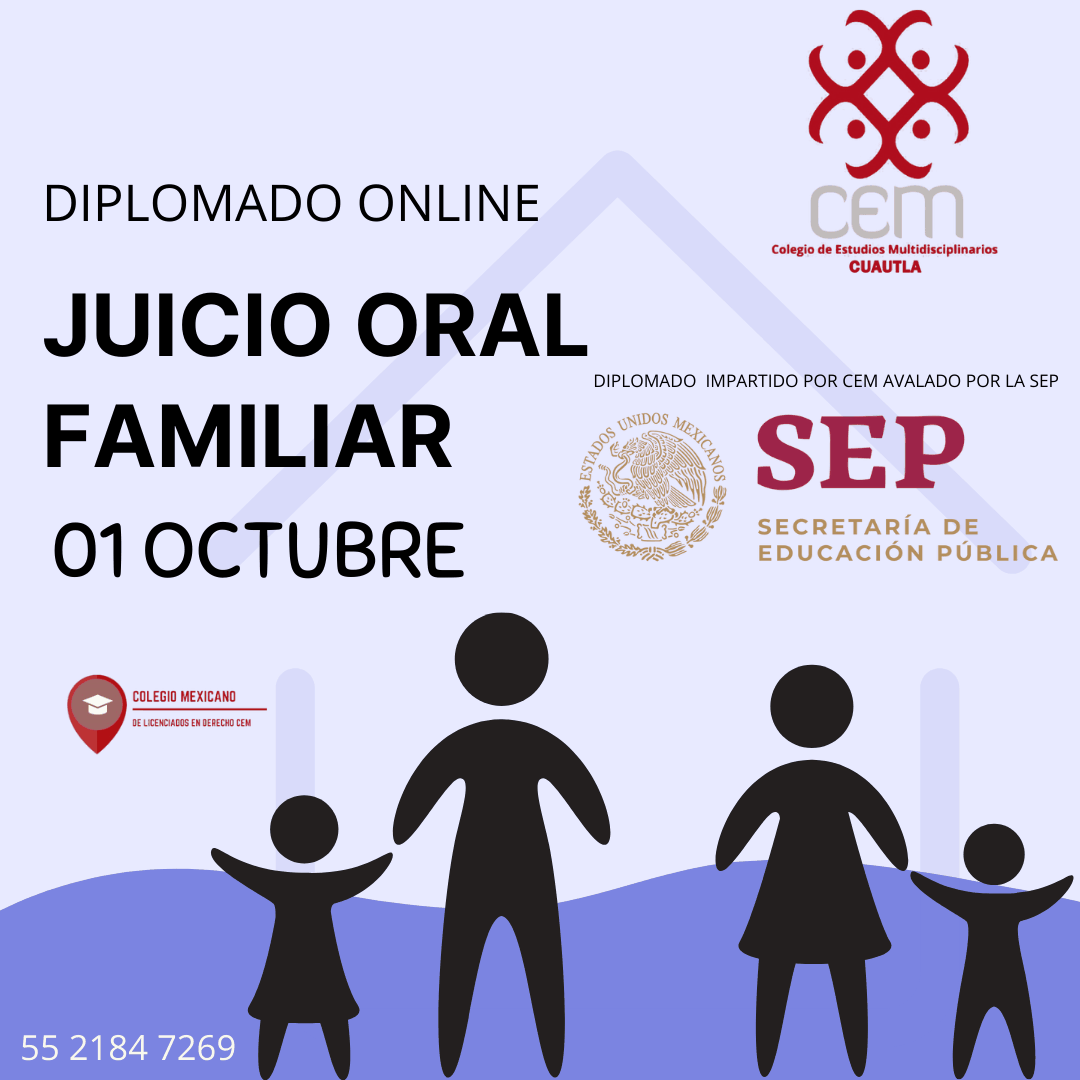 cem
Colegio de Estudios Multidisciplinarios
CUAUTLA
DIPLOMADO ONLINE
JUICIO ORAL
FAMILIAR
01 OCTUBRE
DIPLOMADO IMPARTIDO POR CEM AVALADO POR LA SEP
ESTADOS UNIDOS MEXICANOS
SEP
SECRETARÍA DE
EDUCACIÓN PÚBLICA
COLEGIO MEXICANO
DE LICENCIADOS EN DERECHO CEM
55 2184 7269